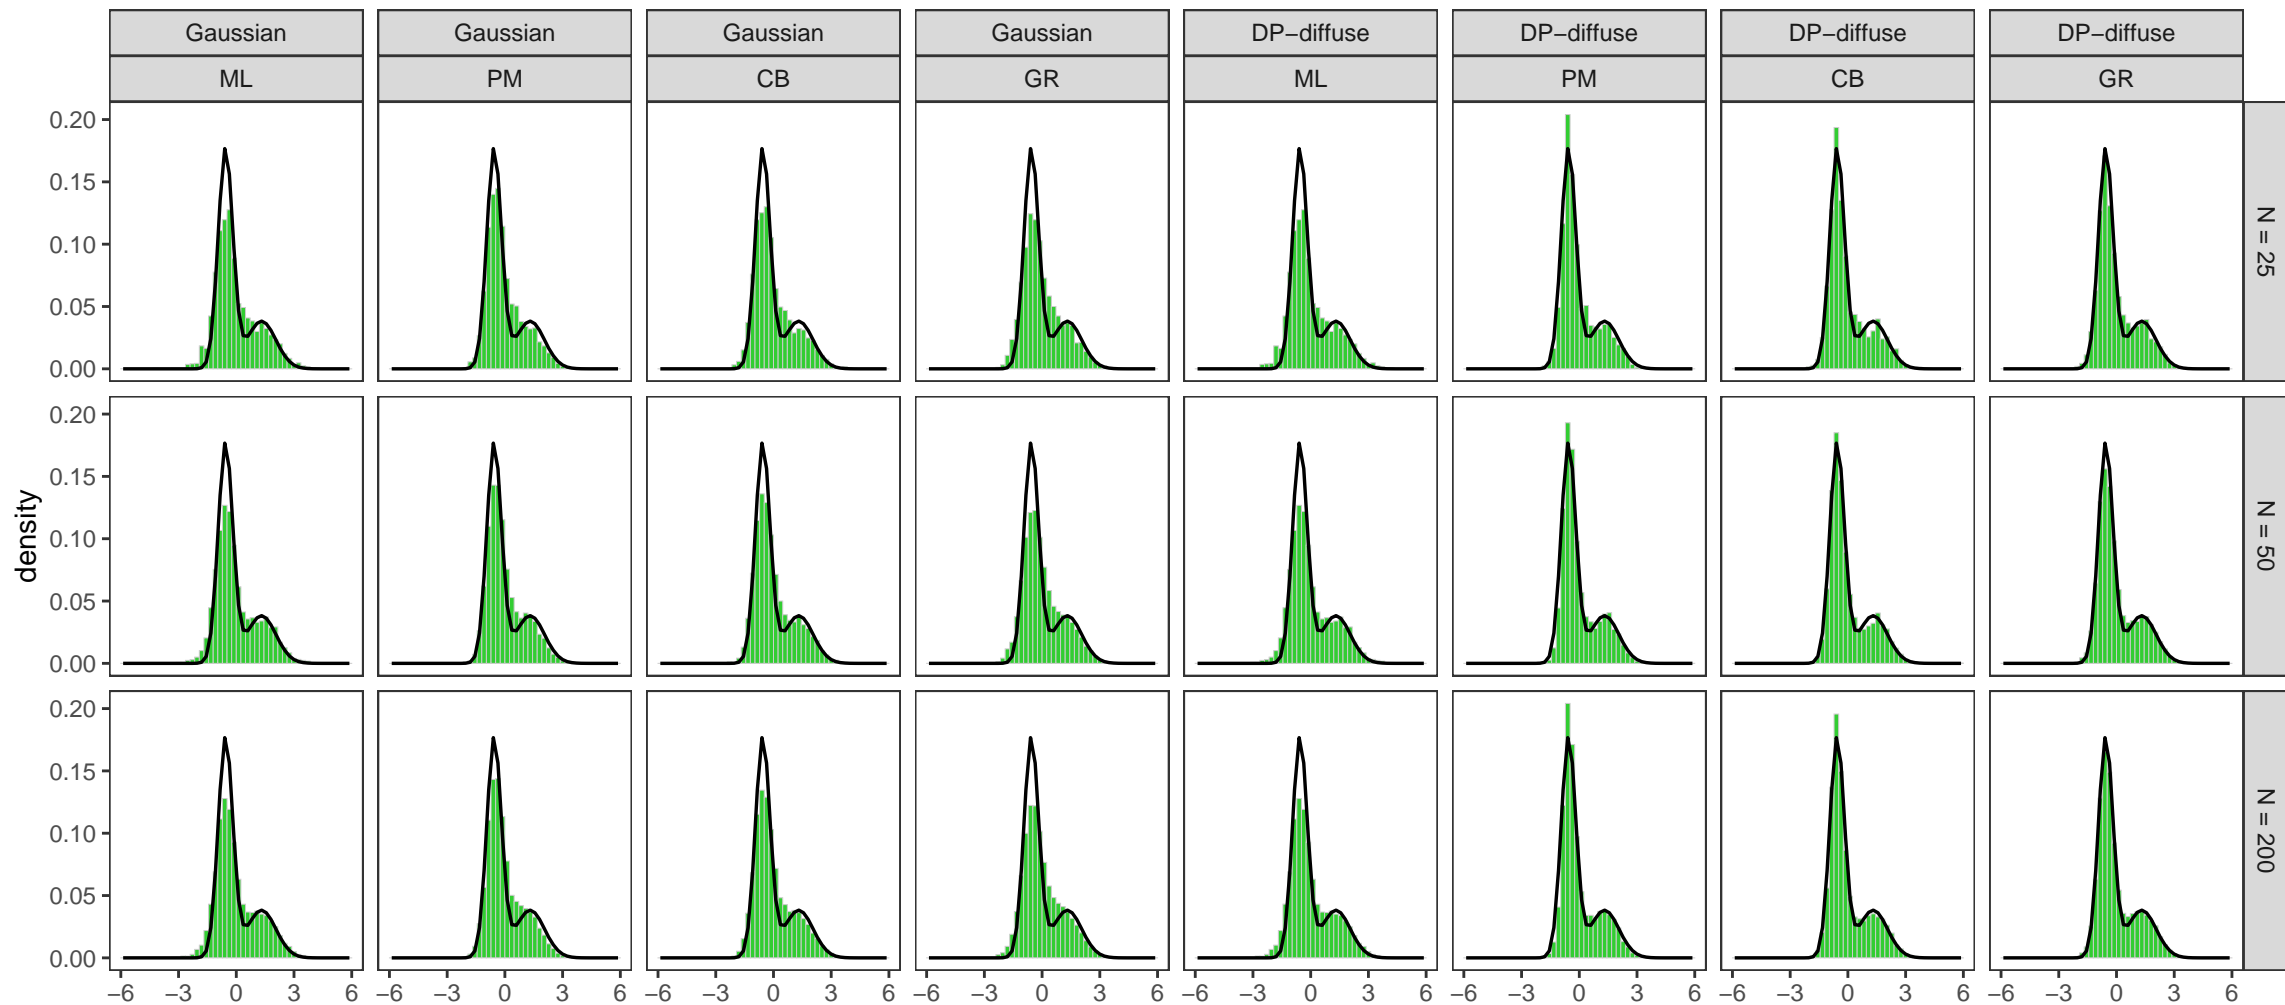 Gaussian Gaussian Gaussian Gaussian DP−diffuse DP−diffuse DP−diffuse DP−diffuse
ML PM CB GR ML PM CB GR
0.20
0.15
0.10
0.05
0.00
N = 25
0.20
0.15
0.10
0.05
0.00
N = 50
density
0.20
0.15
0.10
0.05
0.00
N = 200
−6 −3 0 3 6 −6 −3 0 3 6 −6 −3 0 3 6 −6 −3 0 3 6 −6 −3 0 3 6 −6 −3 0 3 6 −6 −3 0 3 6 −6 −3 0 3 6